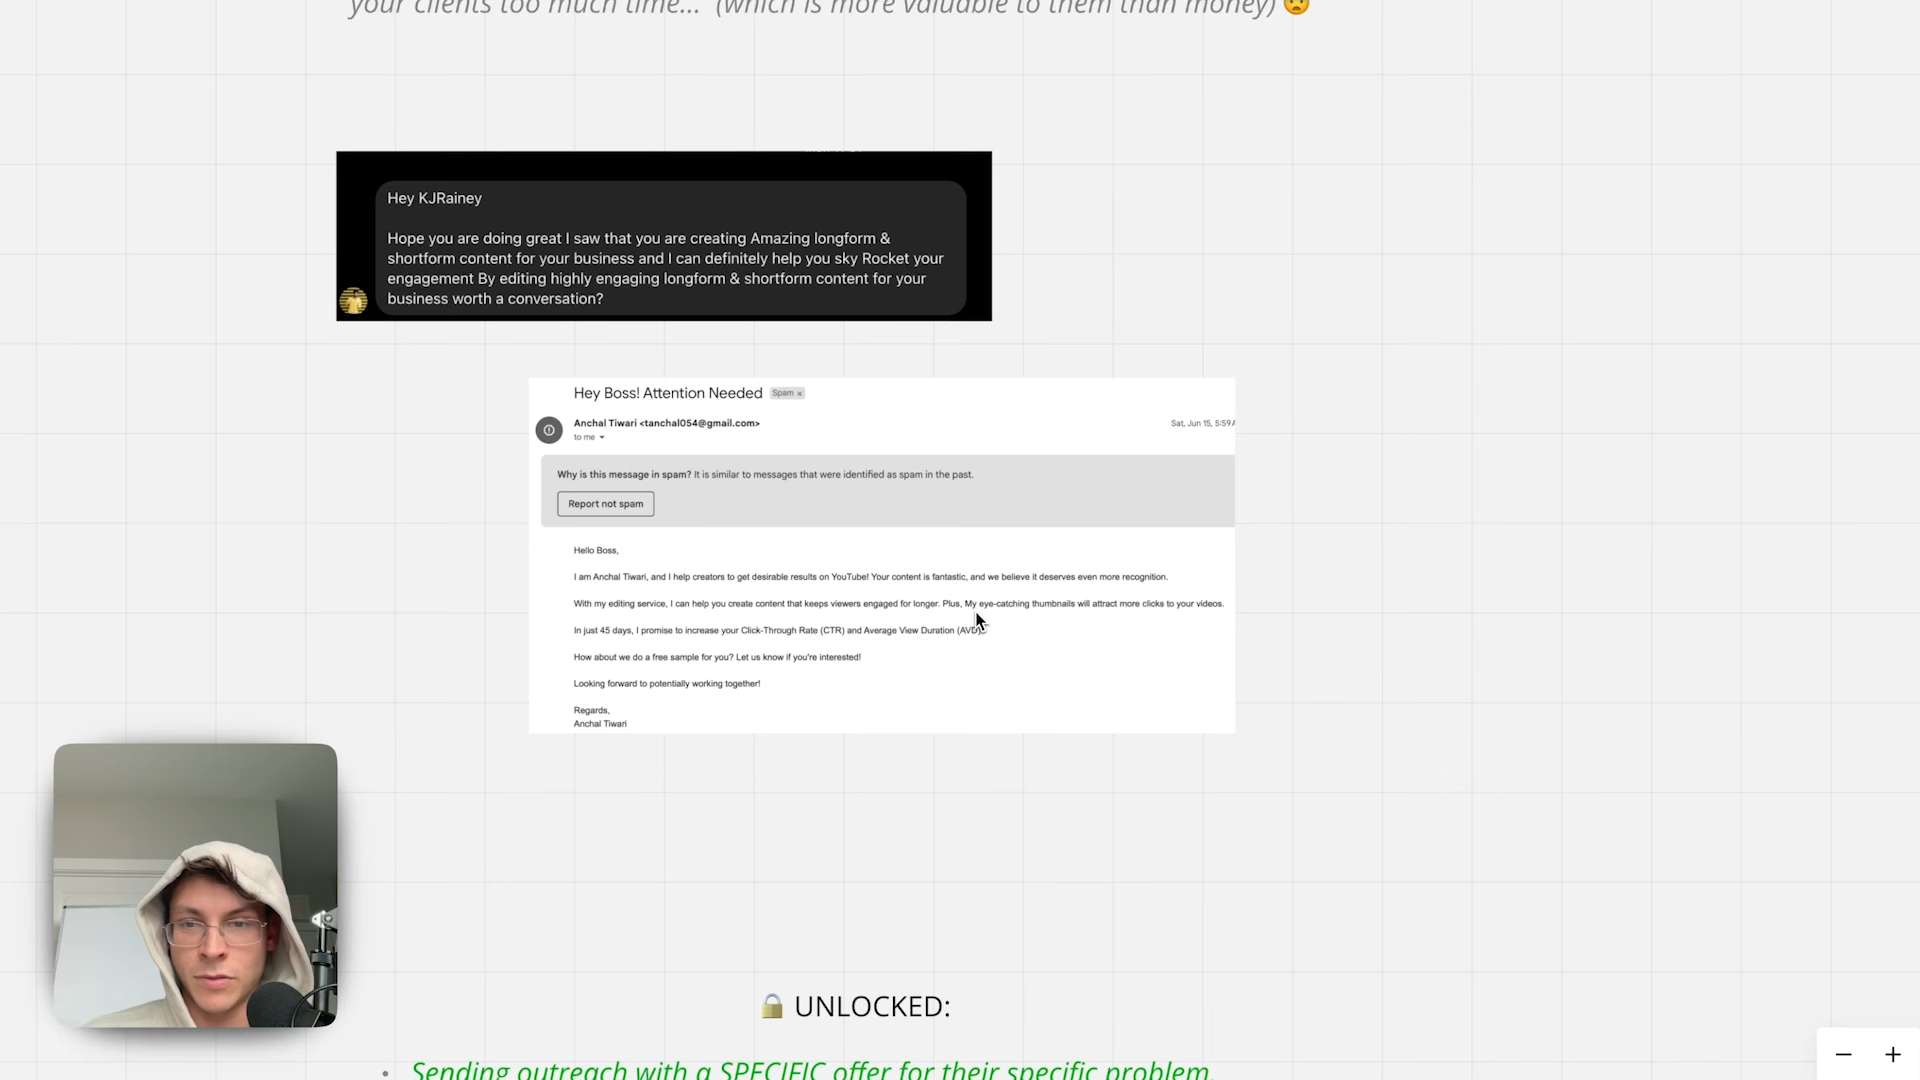 your clients too much time... (which is more valuable to them than money) 😦
Hey KJRainey
Hope you are doing great I saw that you are creating Amazing longform &
shortform content for your business and I can definitely help you sky Rocket your
engagement By editing highly engaging longform & shortform content for your
business worth a conversation?
Hey Boss! Attention Needed Spam x
Anchal Tiwari <tanchal054@gmail.com>
Sat, Jun 15, 5:59A
to me
Why is this message in spam? It is similar to messages that were identified as spam in the past.
Report not spam
Hello Boss,
I am Anchal Tiwari, and I help creators to get desirable results on YouTube! Your content is fantastic, and we believe it deserves even more recognition.
With my editing service, I can help you create content that keeps viewers engaged for longer. Plus, My eye-catching thumbnails will attract more clicks to your videos.
In just 45 days, I promise to increase your Click-Through Rate (CTR) and Average View Duration (AVD)
How about we do a free sample for you? Let us know if you're interested!
Looking forward to potentially working together!
Regards,
Anchal Tiwari
🔒 UNLOCKED:
• Sending outreach with a SPECIFIC offer for their specific problem.